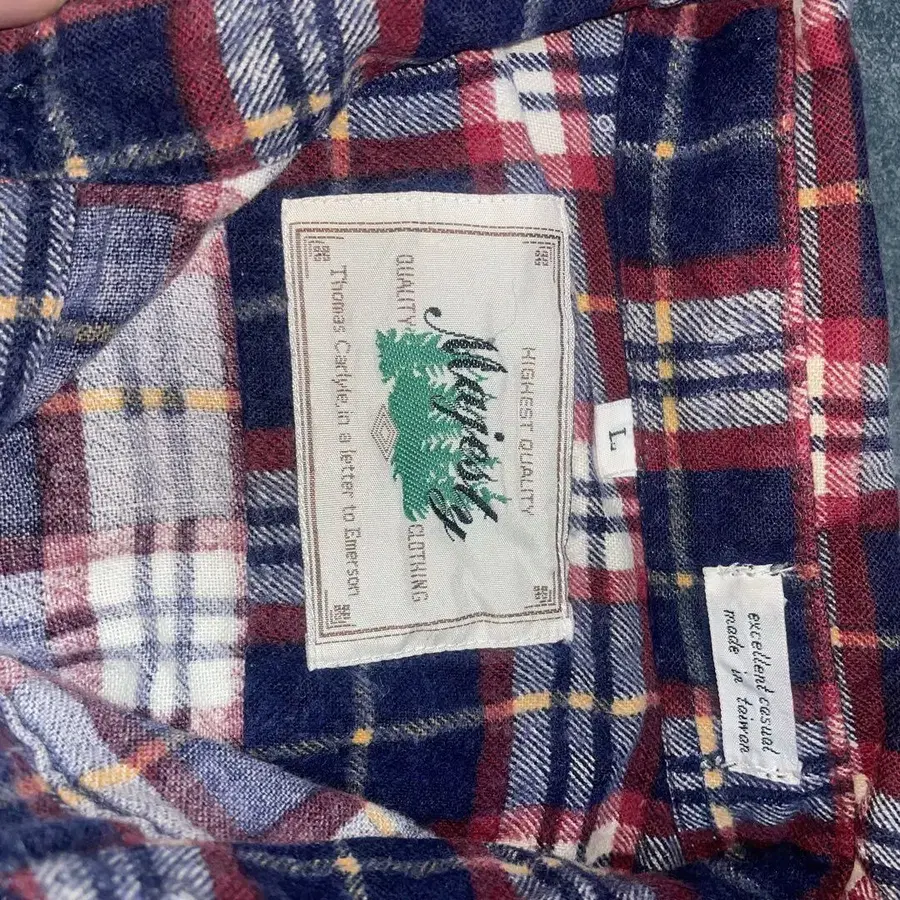 HIGHEST QUALITY
Majesty
QUALITY CLOTHING
Thomas Carlyle, in a letter to Emerson
L
excellent casual
made in taiwan